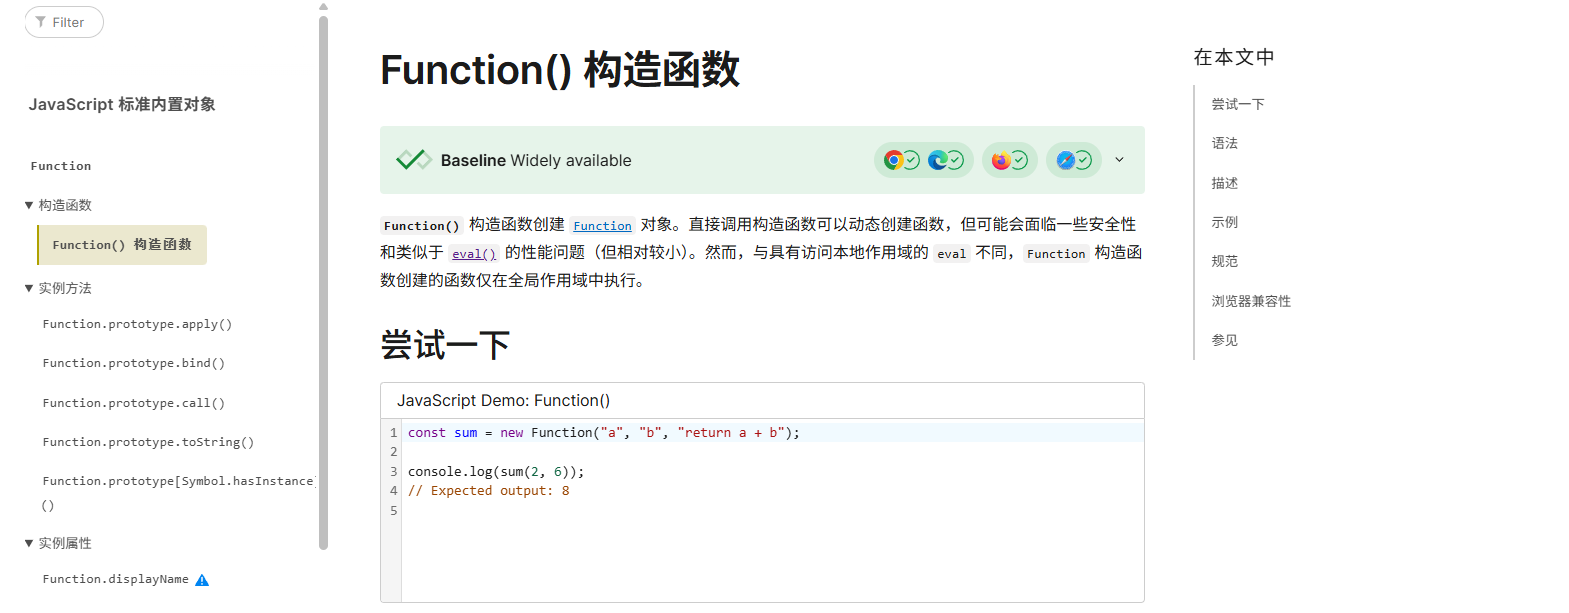 Filter
JavaScript 标准内置对象
Function
▼ 构造函数
Function() 构造函数
▼ 实例方法
Function.prototype.apply()
Function.prototype.bind()
Function.prototype.call()
Function.prototype.toString()
Function.prototype[Symbol.hasInstance]
()
▼ 实例属性
Function.displayName
Function() 构造函数
Baseline Widely available
Function() 构造函数创建 Function 对象。直接调用构造函数可以动态创建函数，但可能会面临一些安全性
和类似于 eval() 的性能问题（但相对较小）。然而，与具有访问本地作用域的 eval 不同，Function 构造函
数创建的函数仅在全局作用域中执行。
尝试一下
JavaScript Demo: Function()
1 const sum = new Function("a", "b", "return a + b");
2
3 console.log(sum(2, 6));
4 // Expected output: 8
5
在本文中
尝试一下
语法
描述
示例
规范
浏览器兼容性
参见